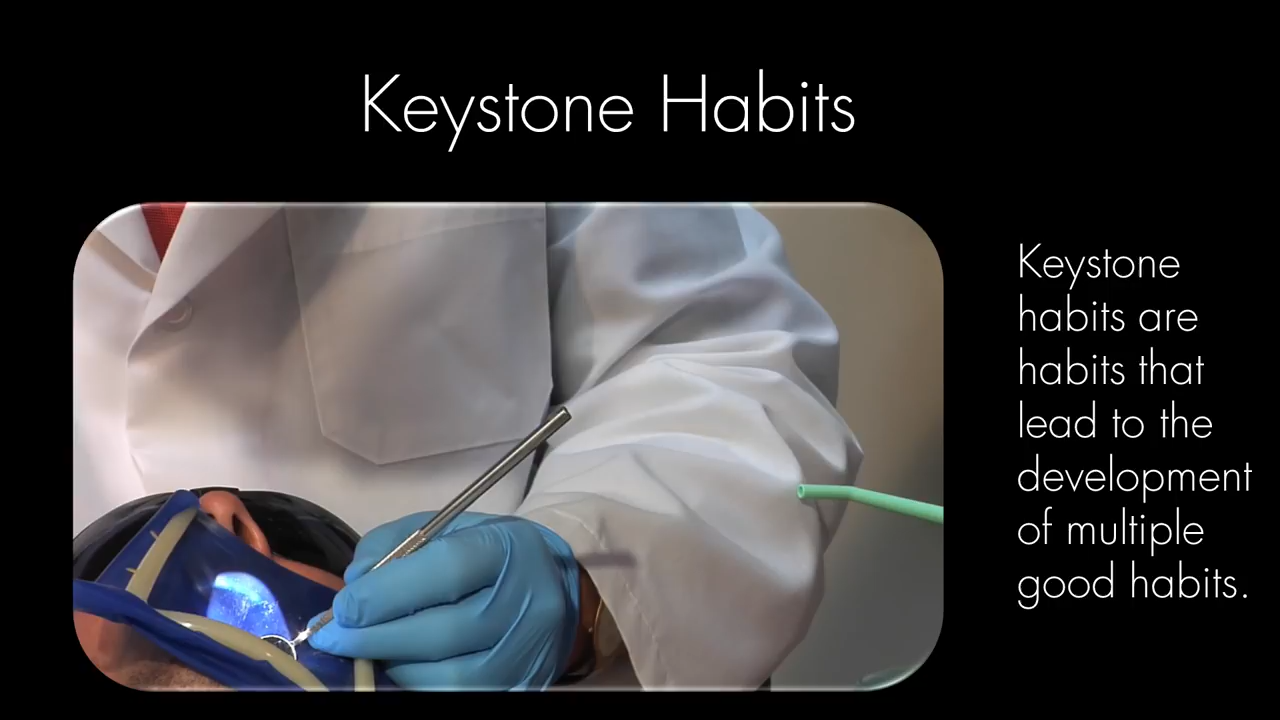 Keystone Habits
Keystone
habits are
habits that
lead to the
development
of multiple
good habits.